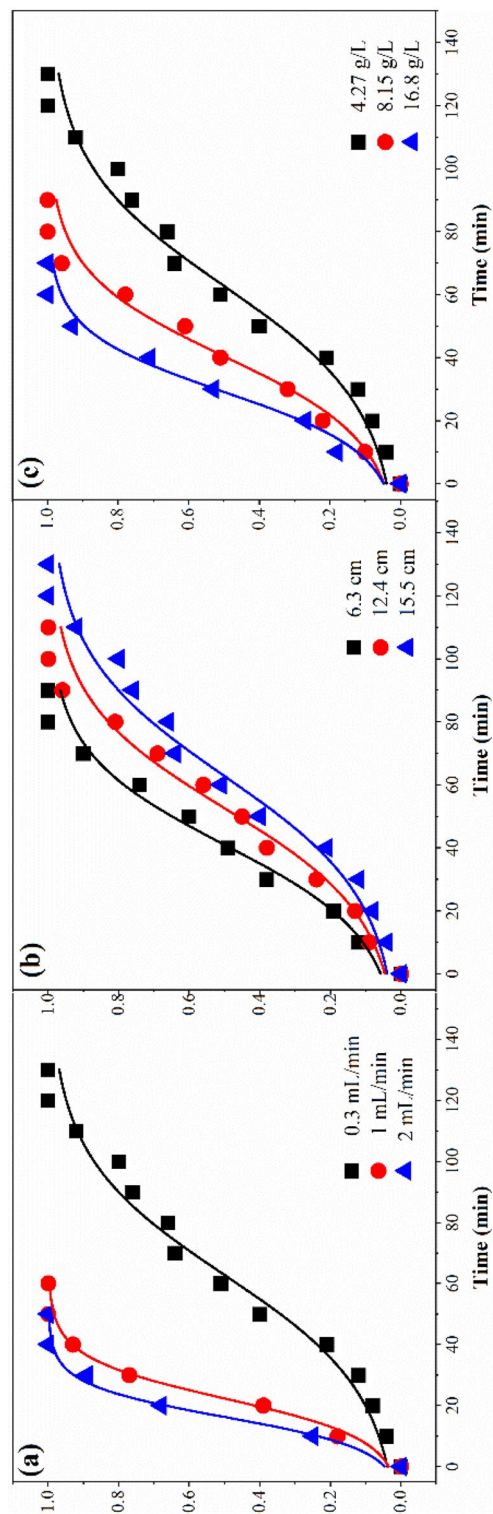 (a)
1.0
0.8
0.6
0.4
0.2
0.0
0 20 40 60 80 100 120 140
Time (min)
0.3 mL/min
1 mL/min
2 mL/min
(b)
1.0
0.8
0.6
0.4
0.2
0.0
0 20 40 60 80 100 120 140
Time (min)
6.3 cm
12.4 cm
15.5 cm
(c)
1.0
0.8
0.6
0.4
0.2
0.0
0 20 40 60 80 100 120 140
Time (min)
4.27 g/L
8.15 g/L
16.8 g/L